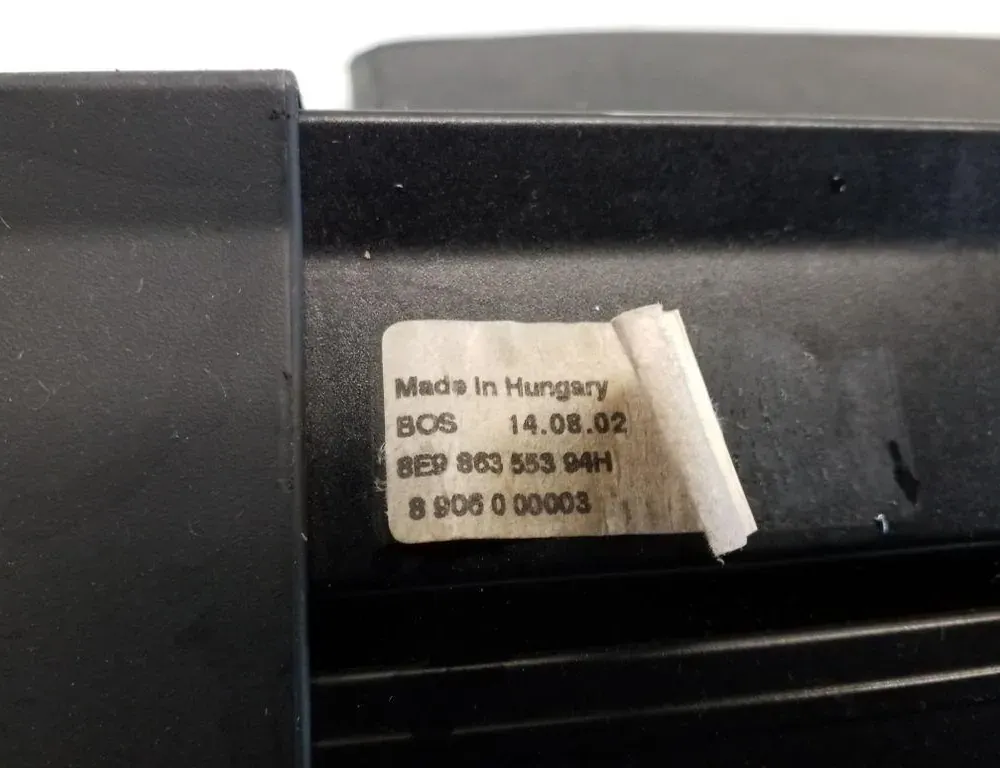 Made In Hungary
BOS 14.08.02
8E9 863 553 94H
8 906 0 00003